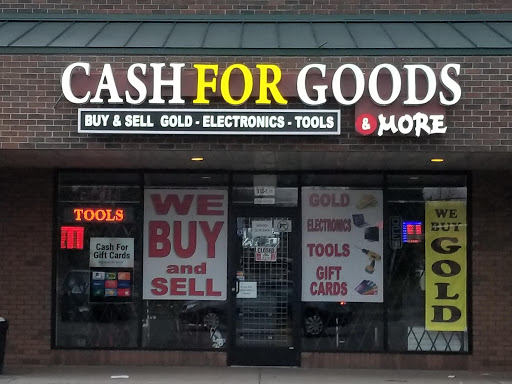 CASH FOR GOODS
& MORE
BUY & SELL GOLD - ELECTRONICS - TOOLS
TOOLS
Cash For
Gift Cards
WE
BUY
and
SELL
CLOSED
GOLD
ELECTRONICS
TOOLS
GIFT
CARDS
WE
BUY
GOLD